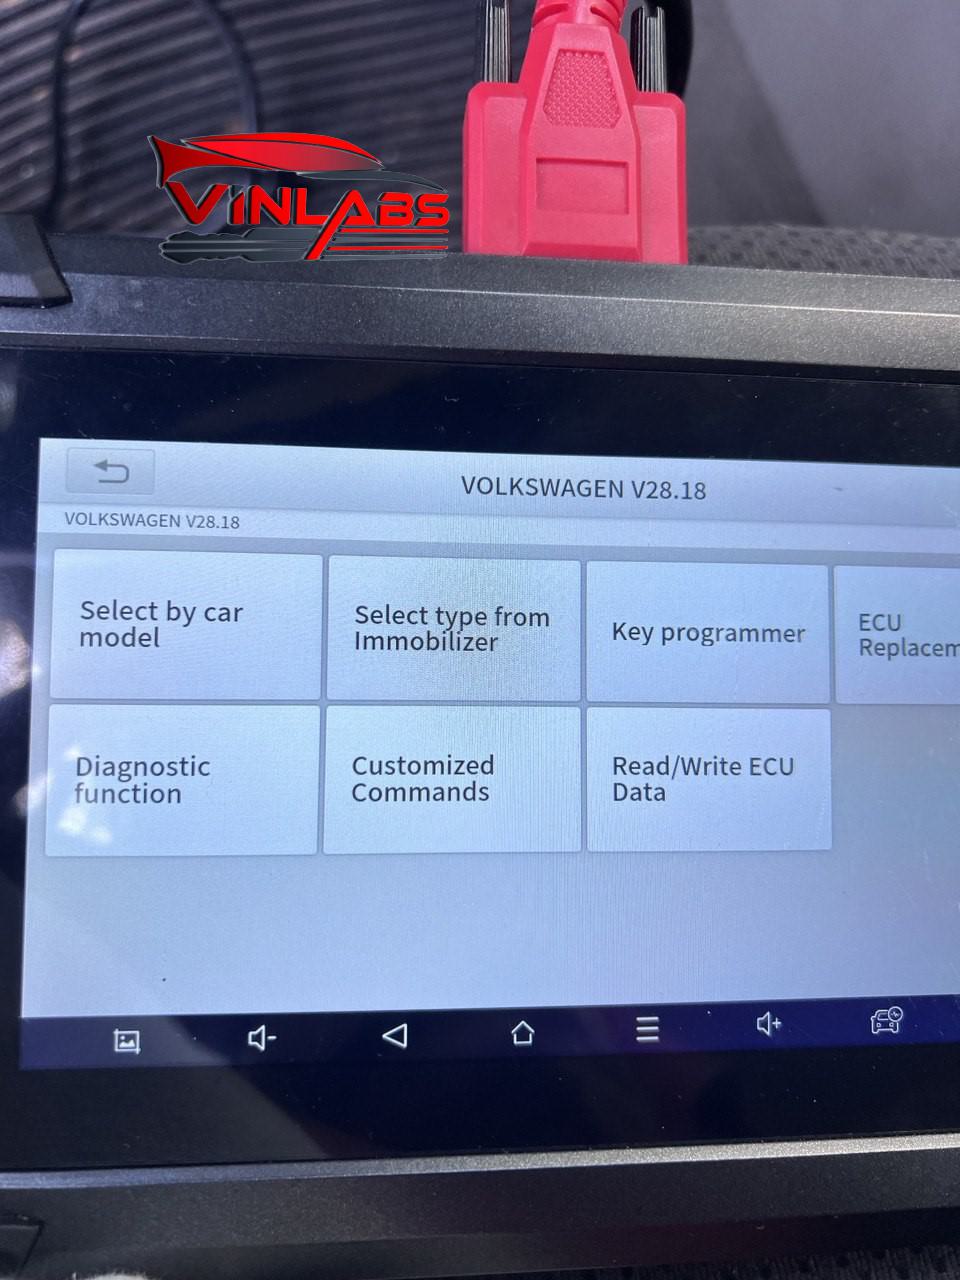 VINLABS
VOLKSWAGEN V28.18
VOLKSWAGEN V28.18
Select by car
model
Select type from
Immobilizer
Key programmer
ECU
Replacem
Diagnostic
function
Customized
Commands
Read/Write ECU
Data